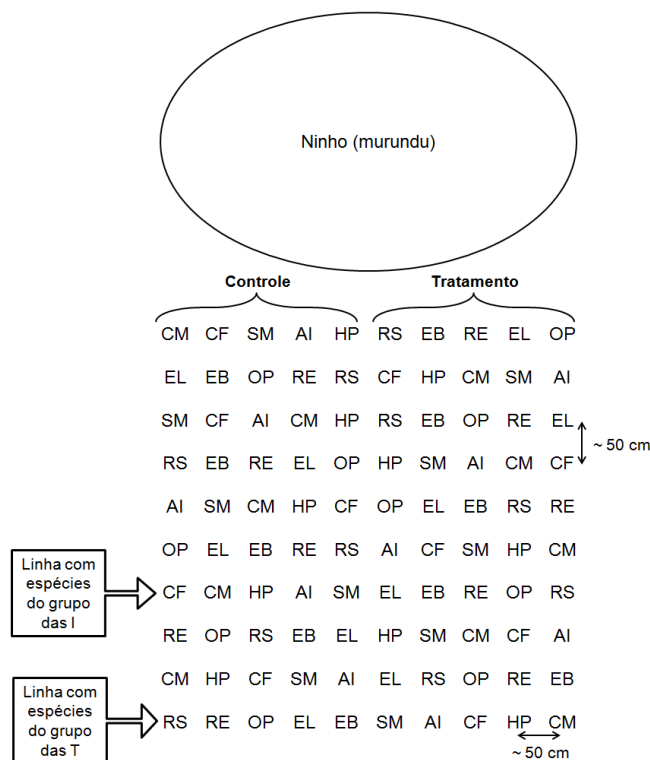 Ninho (murundu)
Controle Tratamento
CM CF SM AI HP RS EB RE EL OP
EL EB OP RE RS CF HP CM SM AI
SM CF AI CM HP RS EB OP RE EL
~ 50 cm
RS EB RE EL OP HP SM AI CM CF
AI SM CM HP CF OP EL EB RS RE
OP EL EB RE RS AI CF SM HP CM
Linha com
espécies
do grupo
das I
CF CM HP AI SM EL EB RE OP RS
RE OP RS EB EL HP SM CM CF AI
CM HP CF SM AI EL RS OP RE EB
Linha com
espécies
do grupo
das T
RS RE OP EL EB SM AI CF HP CM
~ 50 cm